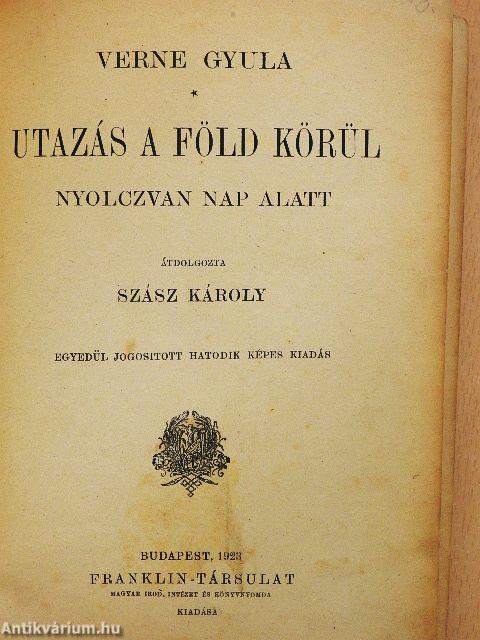 VERNE GYULA
*
UTAZÁS A FÖLD KÖRÜL
NYOLCZVAN NAP ALATT
ÁTDOLGOZTA
SZÁSZ KÁROLY
EGYEDÜL JOGOSITOTT HATODIK KÉPES KIADÁS
BUDAPEST, 1923
FRANKLIN-TÁRSULAT
MAGYAR IROD. INTÉZET ÉS KÖNYVNYOMDA
KIADÁSA
Antikvárium.hu